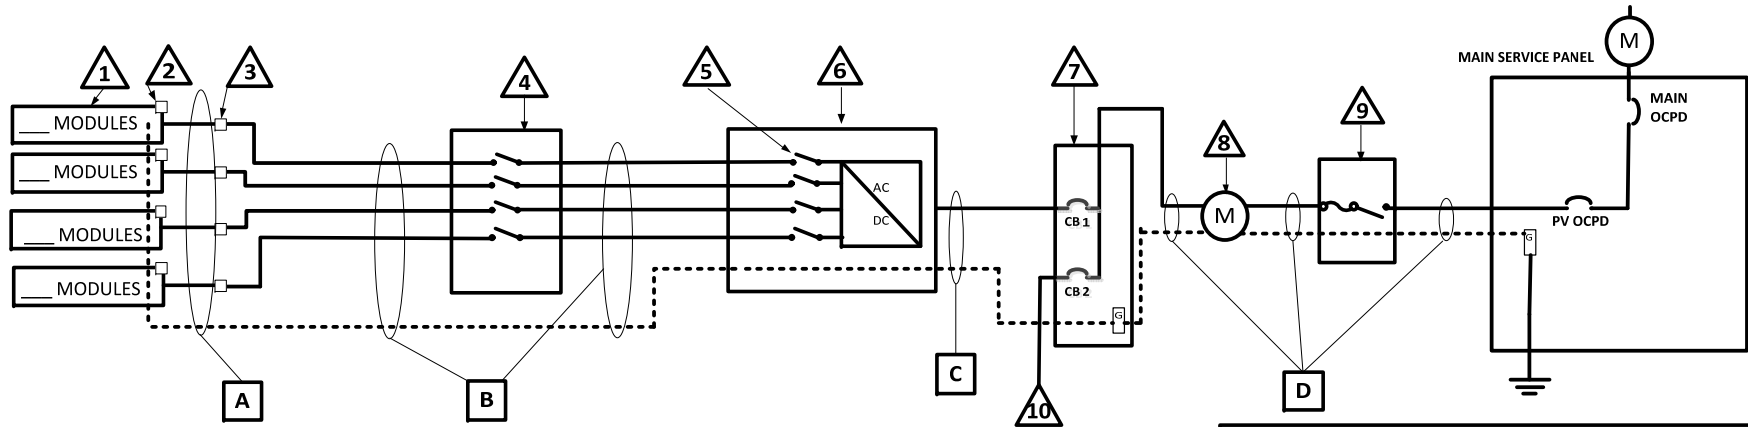 1
2
3
4
5
6
7
8
9
10
___ MODULES
___ MODULES
___ MODULES
___ MODULES
AC
DC
CB 1
CB 2
G
M
M
MAIN SERVICE PANEL
MAIN
OCPD
PV OCPD
G
A
B
C
D